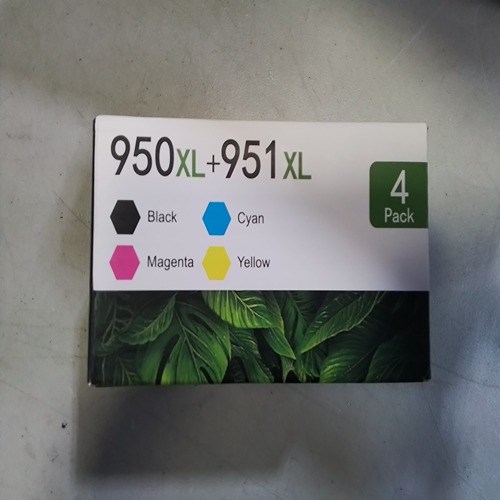 950XL+951XL
4
Pack
Black
Cyan
Magenta
Yellow